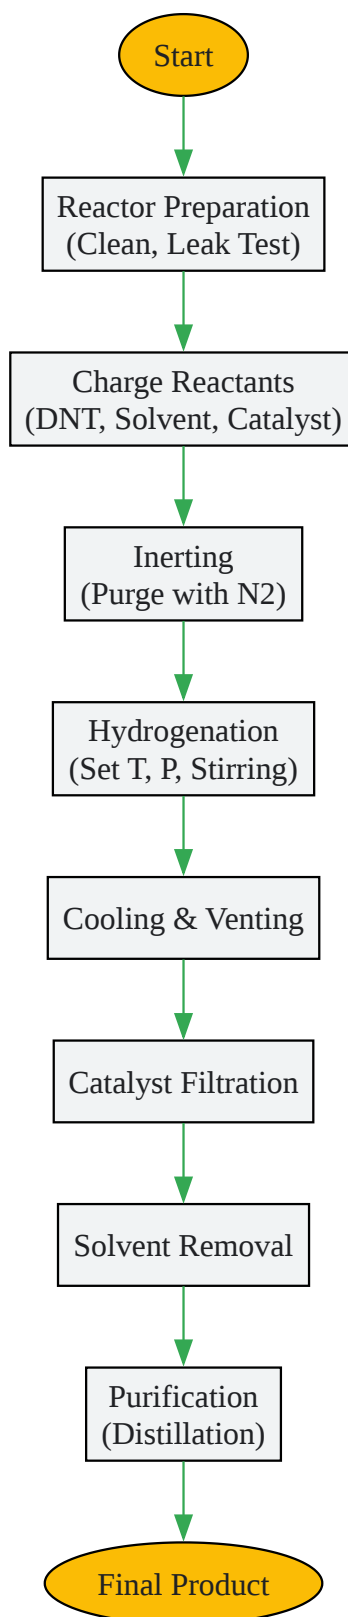 Start
Reactor Preparation
(Clean, Leak Test)
Charge Reactants
(DNT, Solvent, Catalyst)
Inerting
(Purge with N2)
Hydrogenation
(Set T, P, Stirring)
Cooling & Venting
Catalyst Filtration
Solvent Removal
Purification
(Distillation)
Final Product